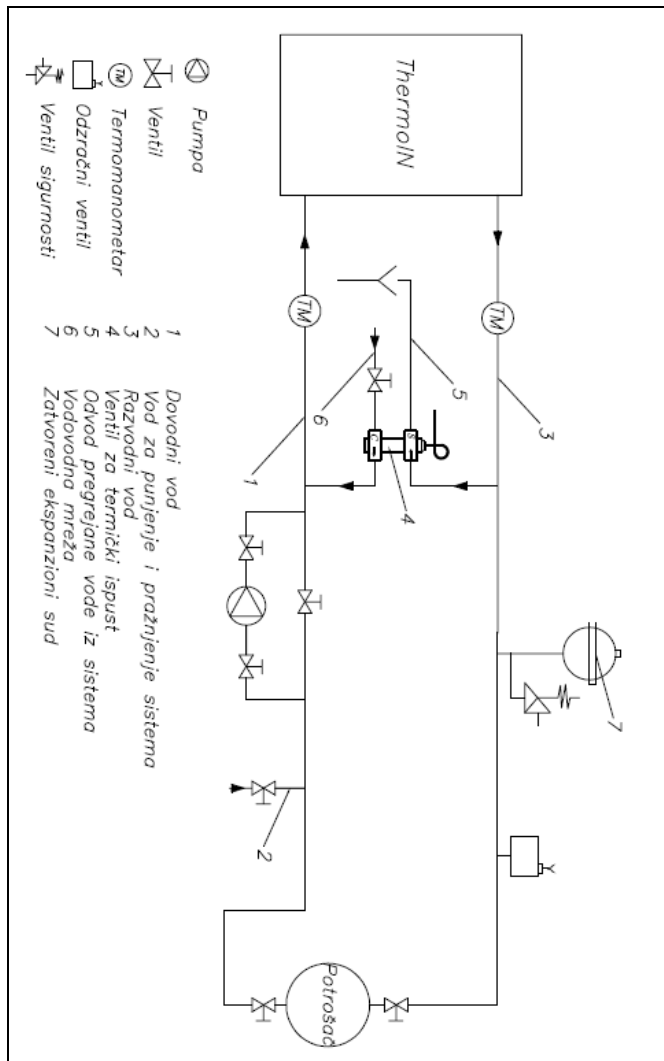 7
3
TM
5
S
C
4
6
ThermoIN
Potrošač
TM
1
2
Pumpa
Ventil
TM Termomanometar
Odzračni ventil
Ventil sigurnosti
1 Dovodni vod
2 Vod za punjenje i pražnjenje sistema
3 Razvodni vod
4 Ventil za termički ispust
5 Odvod pregrejane vode iz sistema
6 Vodovodna mreža
7 Zatvoreni ekspanzioni sud